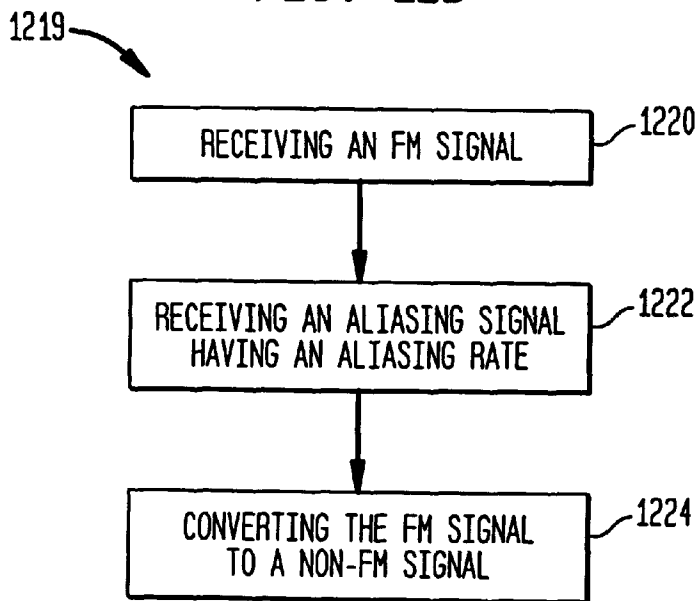 1219
RECEIVING AN FM SIGNAL
1220
RECEIVING AN ALIASING SIGNAL
HAVING AN ALIASING RATE
1222
CONVERTING THE FM SIGNAL
TO A NON-FM SIGNAL
1224